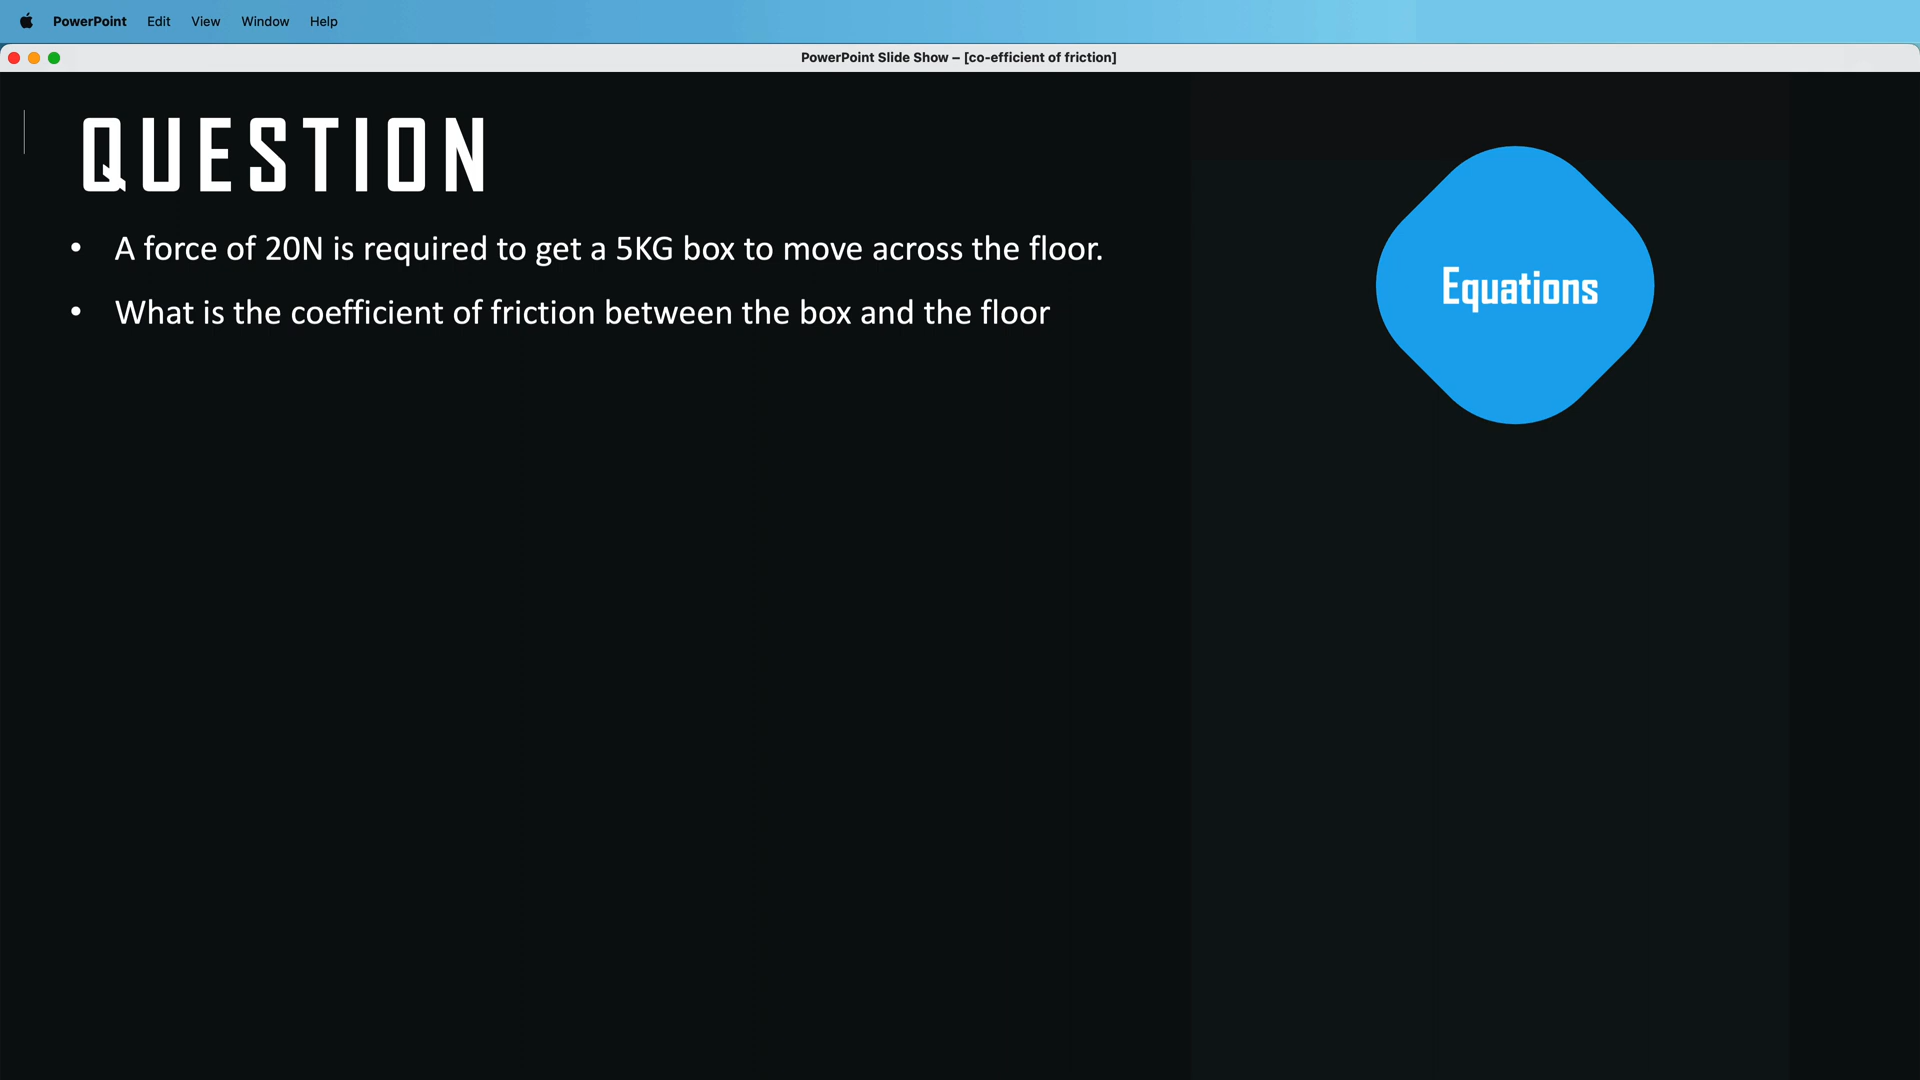 PowerPoint Edit View Window Help
PowerPoint Slide Show – [co-efficient of friction]
QUESTION
• A force of 20N is required to get a 5KG box to move across the floor.
• What is the coefficient of friction between the box and the floor
Equations